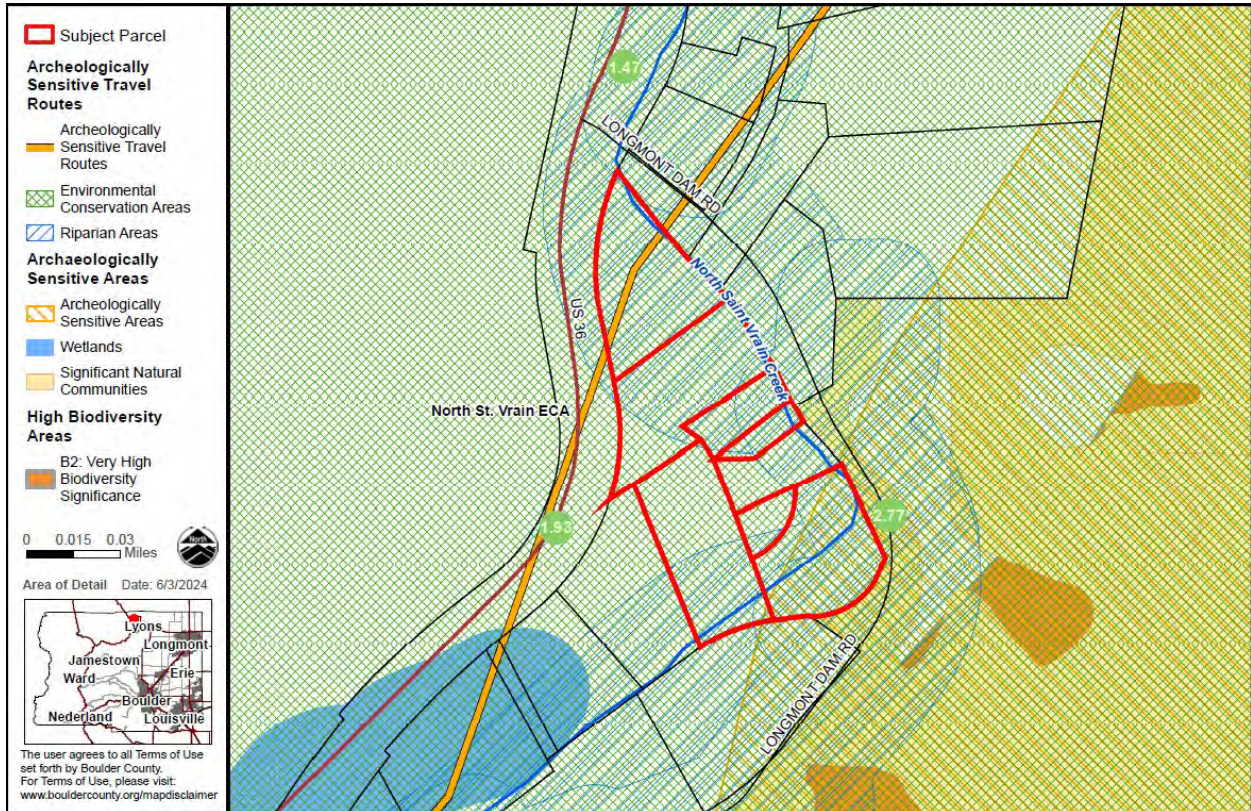 Subject Parcel
Archeologically
Sensitive Travel
Routes
Archeologically
Sensitive Travel
Routes
Environmental
Conservation Areas
Riparian Areas
Archaeologically
Sensitive Areas
Archeologically
Sensitive Areas
Wetlands
Significant Natural
Communities
High Biodiversity
Areas
B2: Very High
Biodiversity
Significance
0 0.015 0.03
Miles
North
Area of Detail Date: 6/3/2024
Lyons
Longmont
Jamestown
Ward
Erie
Boulder
Nederland
Louisville
The user agrees to all Terms of Use
set forth by Boulder County.
For Terms of Use, please visit:
www.bouldercounty.org/mapdisclaimer
1.47
LONGMONT DAM RD
North Saint Vrain Creek
US 36
North St. Vrain ECA
1.93
2.77
LONGMONT DAM RD